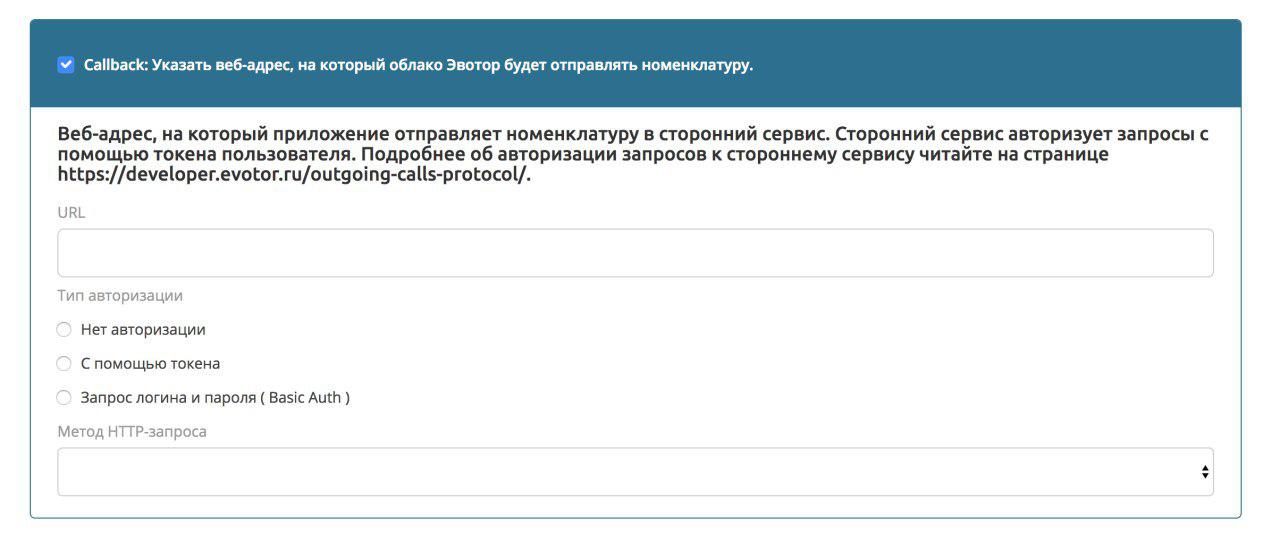 Callback: Указать веб-адрес, на который облако Эвотор будет отправлять номенклатуру.
Веб-адрес, на который приложение отправляет номенклатуру в сторонний сервис. Сторонний сервис авторизует запросы с
помощью токена пользователя. Подробнее об авторизации запросов к стороннему сервису читайте на странице
https://developer.evotor.ru/outgoing-calls-protocol/.
URL
Тип авторизации
Нет авторизации
С помощью токена
Запрос логина и пароля ( Basic Auth )
Метод HTTP-запроса